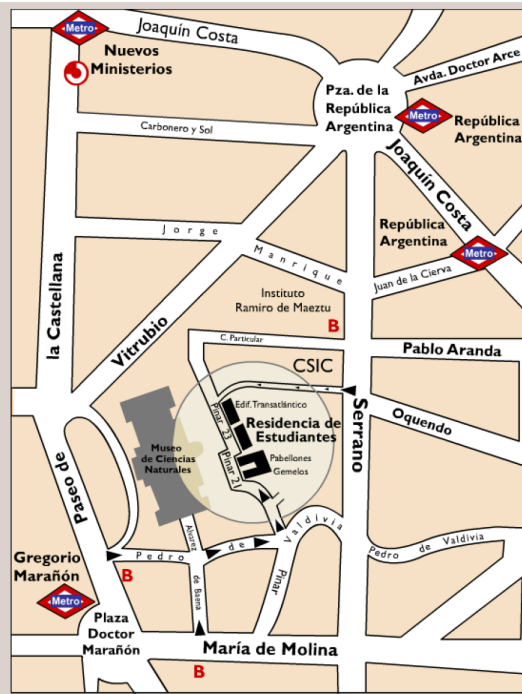 Metro
Joaquín Costa
Nuevos
Ministerios
Avda. Doctor Arce
Pza. de la
República
Argentina
Metro
República
Argentina
Carbonero y Sol
Joaquín Costa
República
Argentina
Metro
Jorge
Manrique
Juan de la Cierva
la Castellana
Instituto
Ramiro de Maeztu
Vitrubio
B
C. Particular
Pablo Aranda
CSIC
Edif. Transatlántico
Serrano
Oquendo
Pinar 23
Residencia de
Estudiantes
Museo
de Ciencias
Naturales
Pabellones
Gemelos
Pinar 21
Paseo de
Alvarez
de Baena
Pedro de Valdivia
Pedro de Valdivia
Gregorio
Marañón
B
Pinar
Metro
Plaza
Doctor
Marañón
María de Molina
B